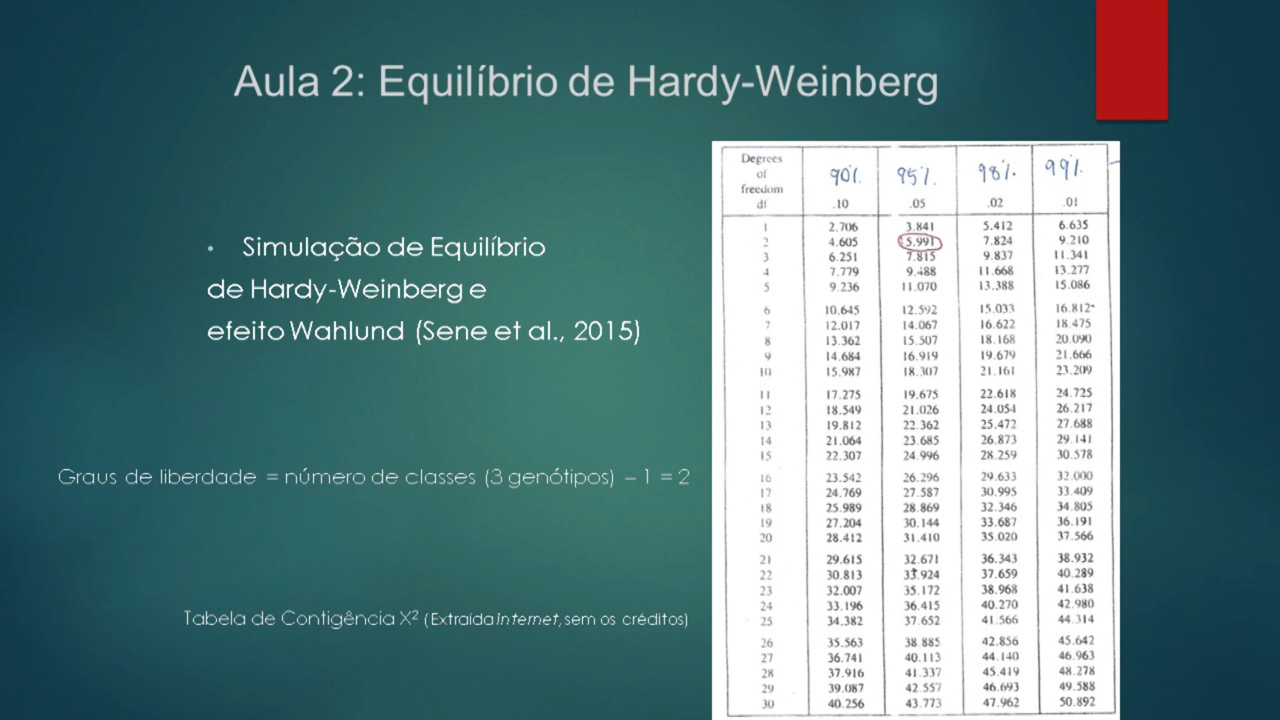 Aula 2: Equilíbrio de Hardy-Weinberg
• Simulação de Equilíbrio
de Hardy-Weinberg e
efeito Wahlund (Sene et al., 2015)
Graus de liberdade = número de classes (3 genótipos) – 1 = 2
Tabela de Contigência X² (Extraída Internet, sem os créditos)
Degrees
of
freedom
df
90% 95% 98% 99%
.10 .05 .02 .01
1 2.706 3.841 5.412 6.635
2 4.605 5.991 7.824 9.210
3 6.251 7.815 9.837 11.341
4 7.779 9.488 11.668 13.277
5 9.236 11.070 13.388 15.086
6 10.645 12.592 15.033 16.812
7 12.017 14.067 16.622 18.475
8 13.362 15.507 18.168 20.090
9 14.684 16.919 19.679 21.666
10 15.987 18.307 21.161 23.209
11 17.275 19.675 22.618 24.725
12 18.549 21.026 24.054 26.217
13 19.812 22.362 25.472 27.688
14 21.064 23.685 26.873 29.141
15 22.307 24.996 28.259 30.578
16 23.542 26.296 29.633 32.000
17 24.769 27.587 30.995 33.409
18 25.989 28.869 32.346 34.805
19 27.204 30.144 33.687 36.191
20 28.412 31.410 35.020 37.566
21 29.615 32.671 36.343 38.932
22 30.813 33.924 37.659 40.289
23 32.007 35.172 38.968 41.638
24 33.196 36.415 40.270 42.980
25 34.382 37.652 41.566 44.314
26 35.563 38.885 42.856 45.642
27 36.741 40.113 44.140 46.963
28 37.916 41.337 45.419 48.278
29 39.087 42.557 46.693 49.588
30 40.256 43.773 47.962 50.892